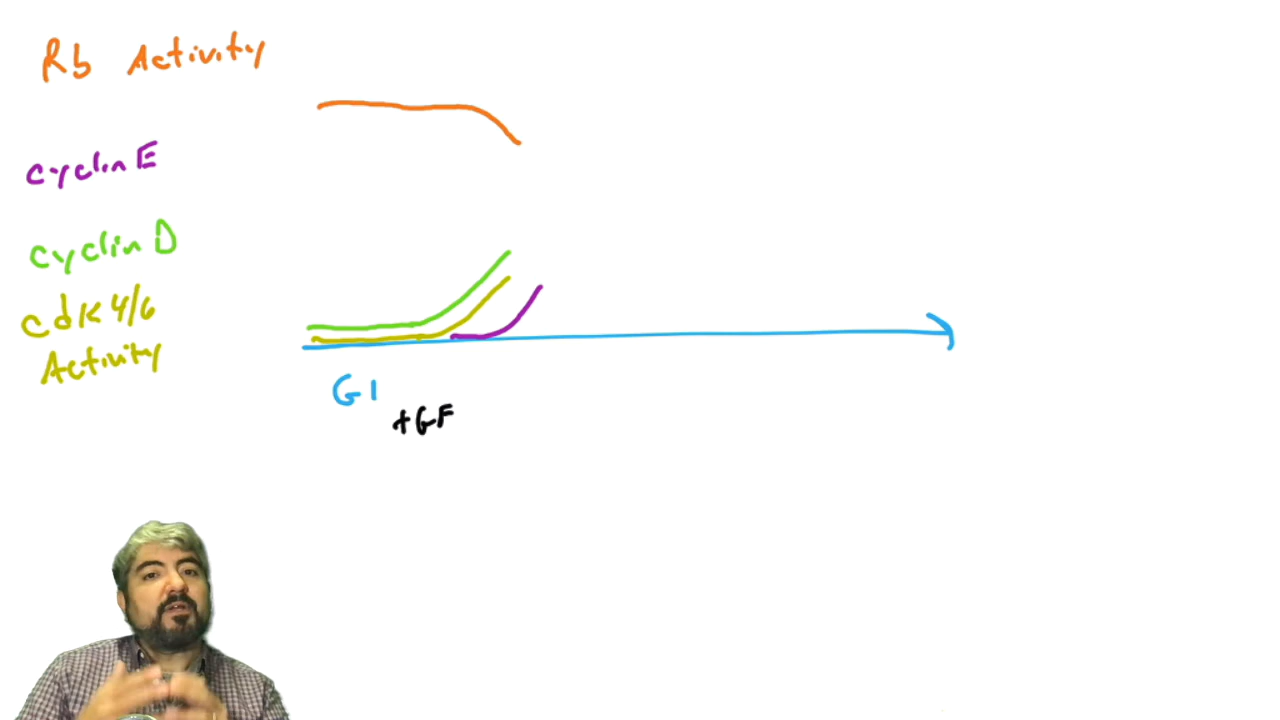 Rb Activity
cyclin E
cyclin D
cdk 4/6
Activity
G1
+GF